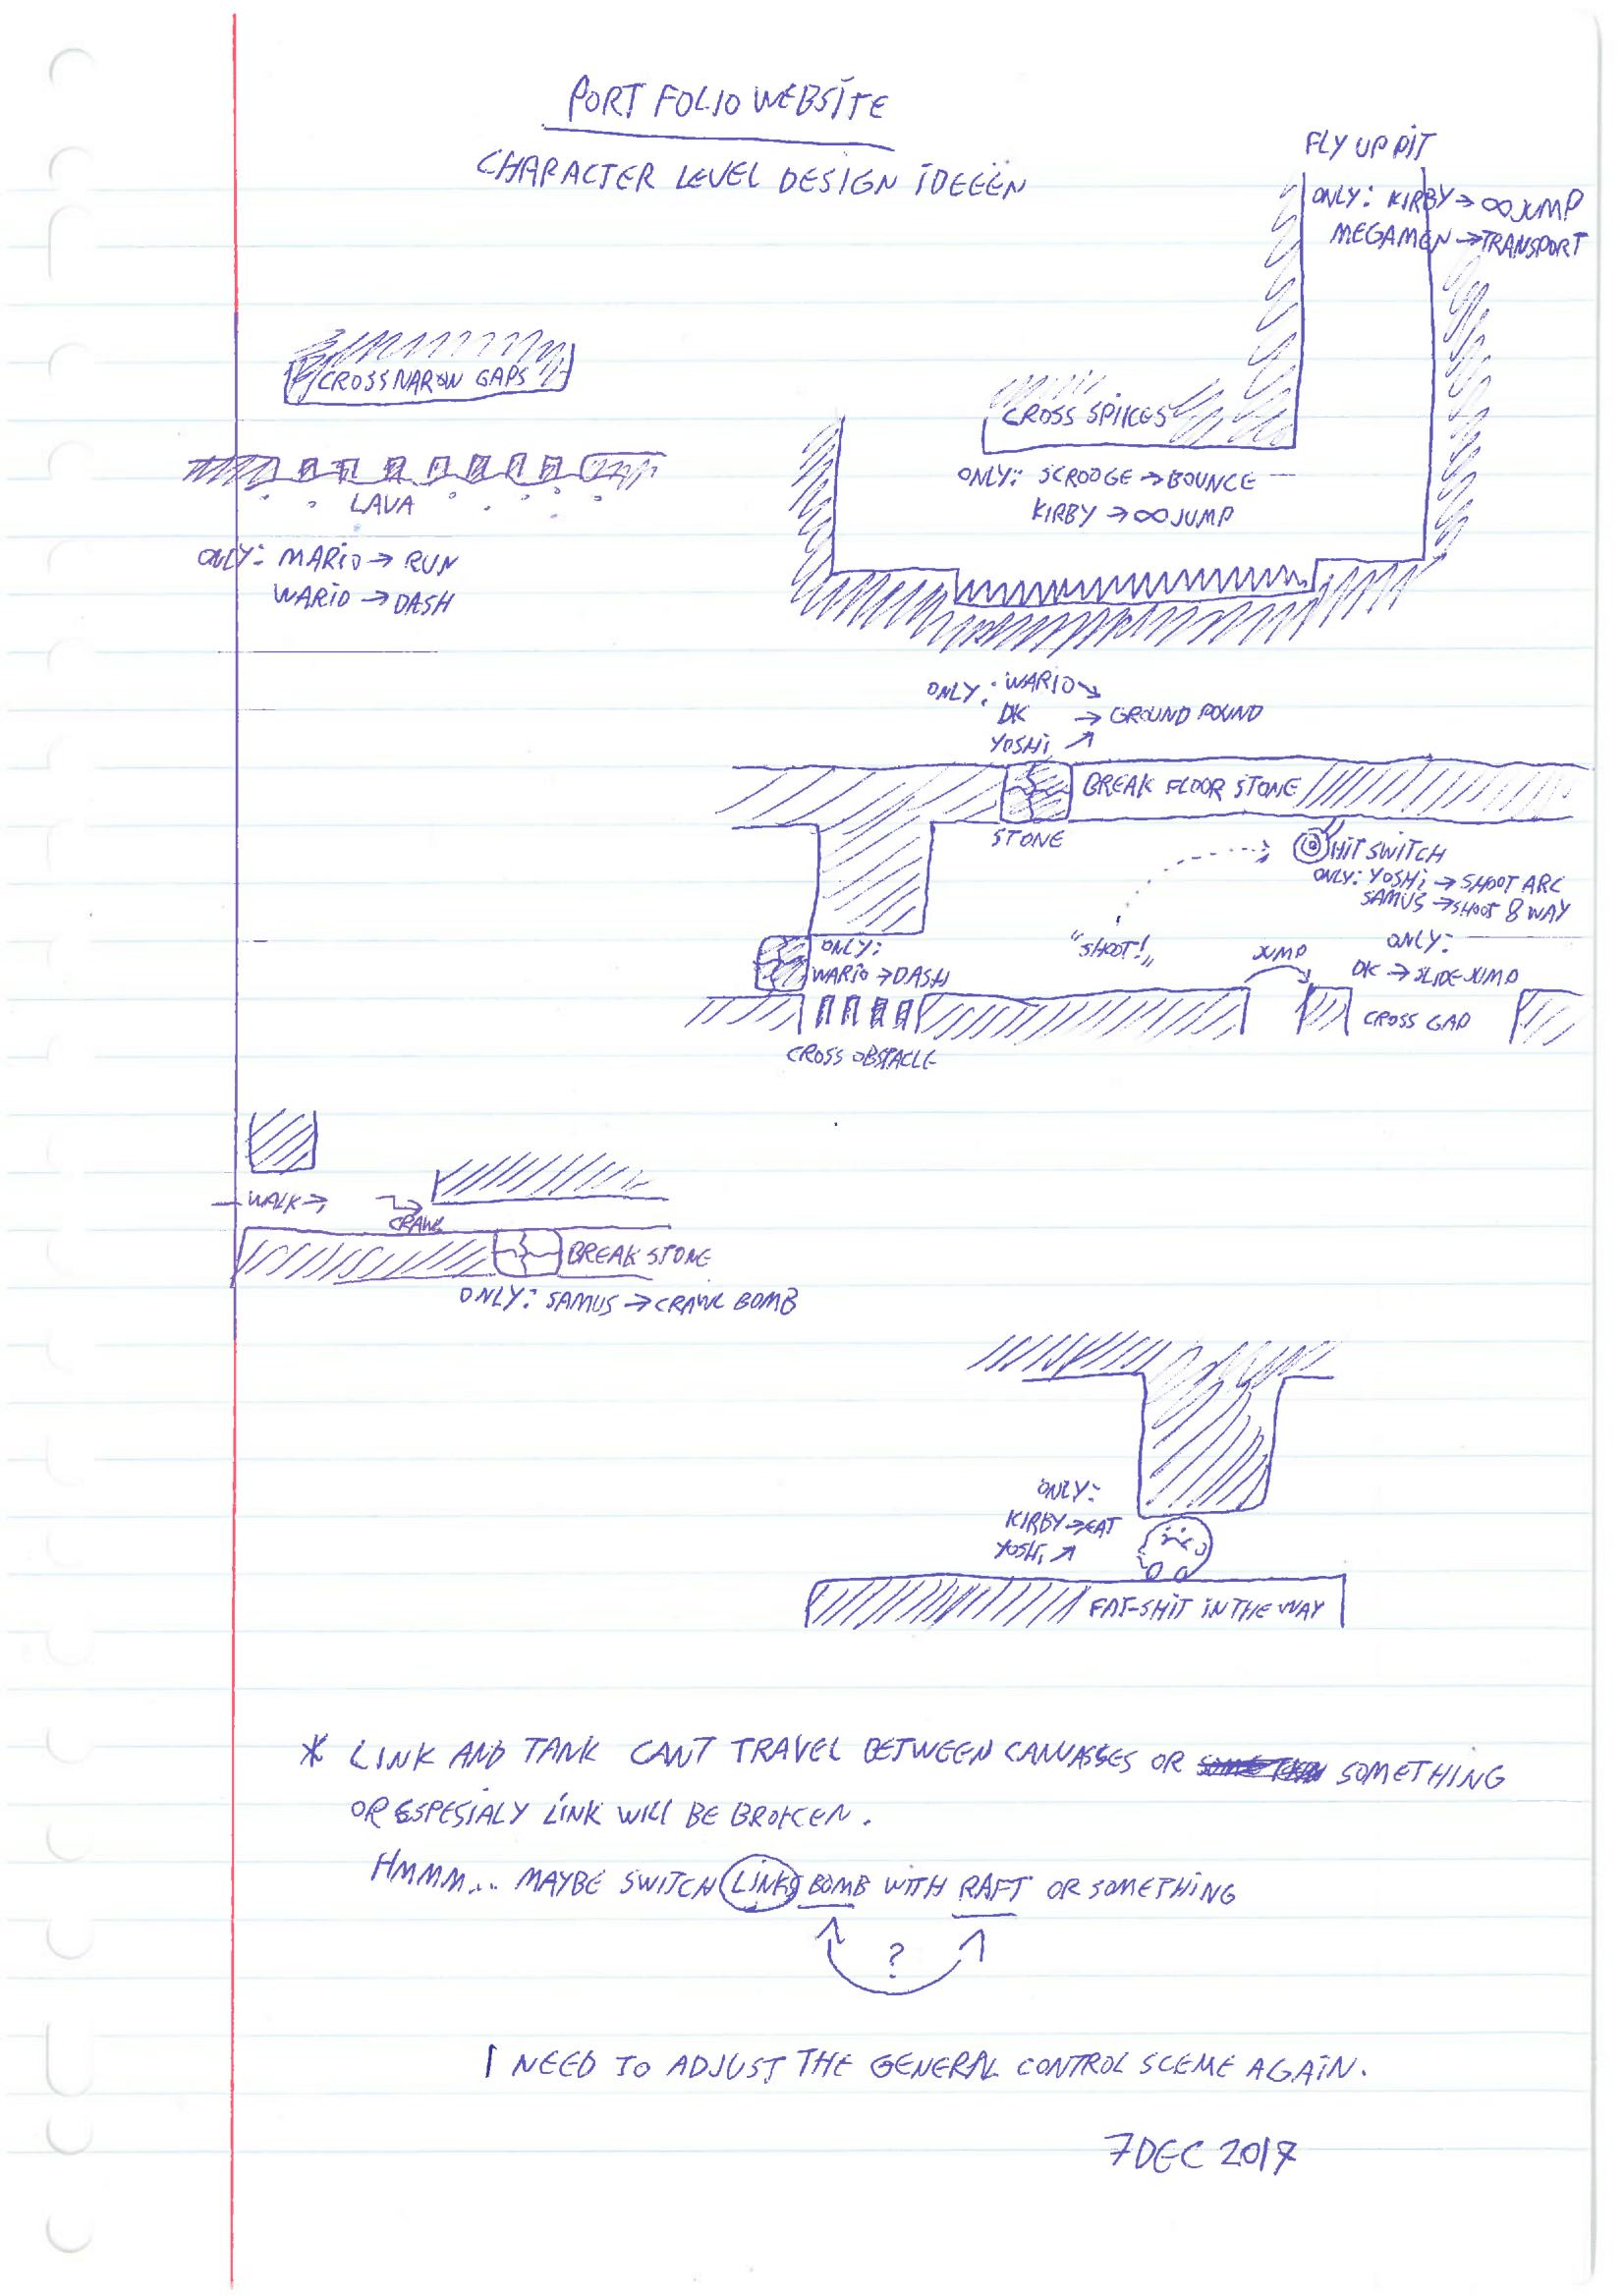 PORTFOLIO WEBSITE
CHARACTER LEVEL DESIGN IDEEËN
FLY UP PIT
ONLY: KIRBY → ∞ JUMP
MEGAMEN → TRANSPORT
CROSS NAROW GAPS
LAVA
ONLY: MARIO → RUN
WARIO → DASH
CROSS SPIKES
ONLY: SCROOGE → BOUNCE
KIRBY → ∞ JUMP
ONLY: WARIO ↘
DK → GROUND POUND
YOSHI ↗
BREAK FLOOR STONE
STONE
HIT SWITCH
ONLY: YOSHI → SHOOT ARC
SAMUS → SHOOT 8 WAY
"SHOOT!„
ONLY:
WARIO → DASH
CROSS OBSTACLE
JUMP
ONLY:
DK → SLIDE JUMP
CROSS GAP
WALK →
CRAWL
BREAK STONE
ONLY: SAMUS → CRAWL BOMB
ONLY:
KIRBY → EAT
YOSHI ↗
FAT-SHIT IN THE WAY
* LINK AND TANK CANT TRAVEL BETWEEN CANVASSES OR SOMETHING
OR ESPESIALY LINK WILL BE BROKEN.
HMMM... MAYBE SWITCH LINKS BOMB WITH RAFT OR SOMETHING
?
I NEED TO ADJUST THE GENERAL CONTROL SCEME AGAIN.
7 DEC 2017